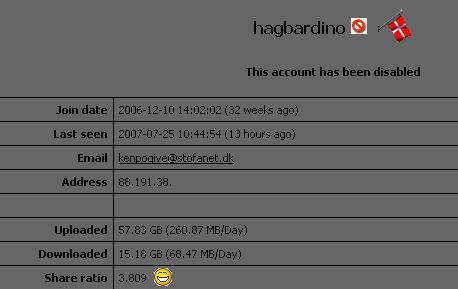 hagbardino
This account has been disabled
Join date 2006-12-10 14:02:02 (32 weeks ago)
Last seen 2007-07-25 10:44:54 (13 hours ago)
Email kenpogive@stofanet.dk
Address 88.191.38.
Uploaded 57.83 GB (260.87 MB/Day)
Downloaded 15.18 GB (68.47 MB/Day)
Share ratio 3.809